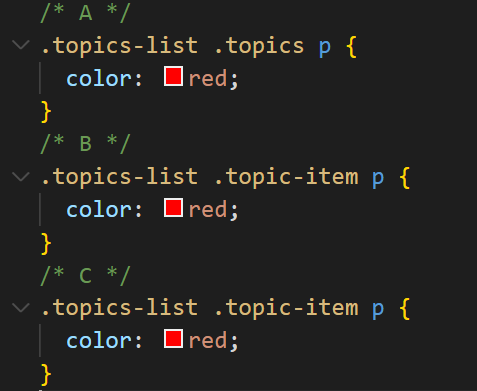 /* A */
.topics-list .topics p {
color: red;
}
/* B */
.topics-list .topic-item p {
color: red;
}
/* C */
.topics-list .topic-item p {
color: red;
}